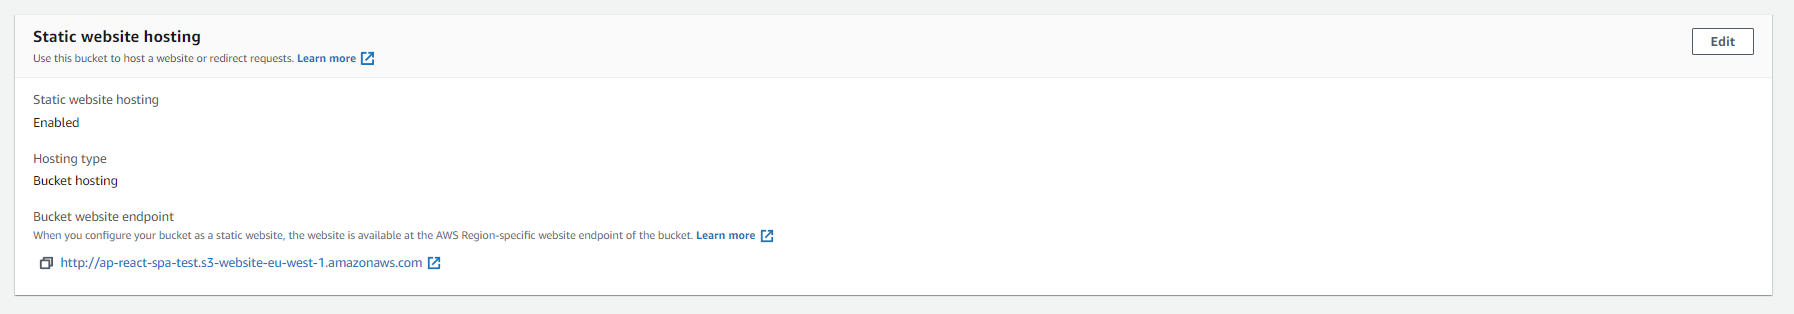 Static website hosting
Edit
Use this bucket to host a website or redirect requests. Learn more
Static website hosting
Enabled
Hosting type
Bucket hosting
Bucket website endpoint
When you configure your bucket as a static website, the website is available at the AWS Region-specific website endpoint of the bucket. Learn more
http://ap-react-spa-test.s3-website-eu-west-1.amazonaws.com